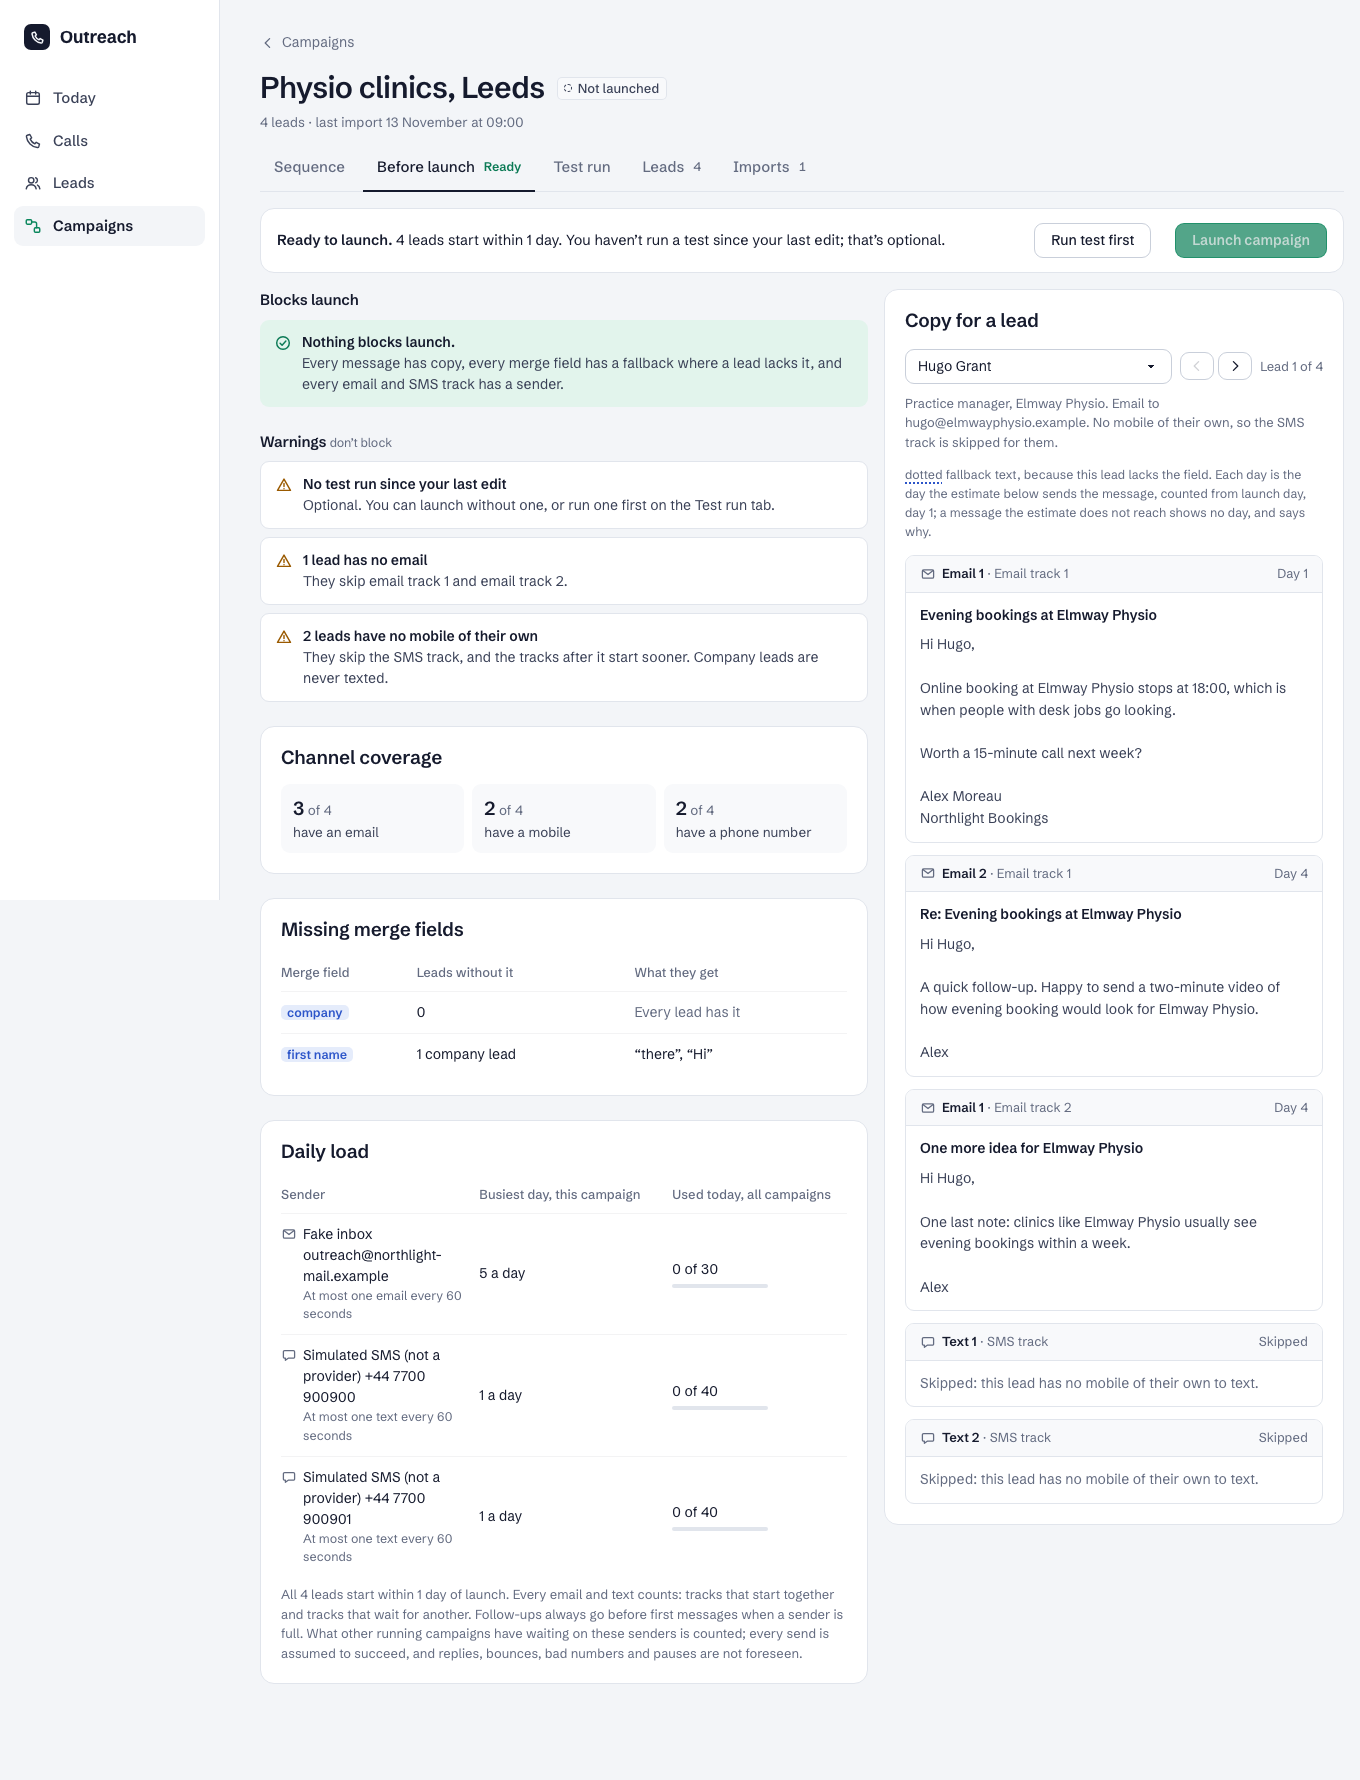 Outreach
Today
Calls
Leads
Campaigns
Campaigns
Physio clinics, Leeds
Not launched
4 leads · last import 13 November at 09:00
Sequence
Before launch Ready
Test run
Leads 4
Imports 1
Ready to launch. 4 leads start within 1 day. You haven’t run a test since your last edit; that’s optional.
Run test first
Launch campaign
Blocks launch
Nothing blocks launch.
Every message has copy, every merge field has a fallback where a lead lacks it, and
every email and SMS track has a sender.
Warnings don’t block
No test run since your last edit
Optional. You can launch without one, or run one first on the Test run tab.
1 lead has no email
They skip email track 1 and email track 2.
2 leads have no mobile of their own
They skip the SMS track, and the tracks after it start sooner. Company leads are
never texted.
Channel coverage
3 of 4
have an email
2 of 4
have a mobile
2 of 4
have a phone number
Missing merge fields
Merge field Leads without it What they get
company 0 Every lead has it
first name 1 company lead “there”, “Hi”
Daily load
Sender Busiest day, this campaign Used today, all campaigns
Fake inbox
outreach@northlight-
mail.example
At most one email every 60
seconds
5 a day
0 of 30
Simulated SMS (not a
provider) +44 7700
900900
At most one text every 60
seconds
1 a day
0 of 40
Simulated SMS (not a
provider) +44 7700
900901
At most one text every 60
seconds
1 a day
0 of 40
All 4 leads start within 1 day of launch. Every email and text counts: tracks that start together
and tracks that wait for another. Follow-ups always go before first messages when a sender is
full. What other running campaigns have waiting on these senders is counted; every send is
assumed to succeed, and replies, bounces, bad numbers and pauses are not foreseen.
Copy for a lead
Hugo Grant
Lead 1 of 4
Practice manager, Elmway Physio. Email to
hugo@elmwayphysio.example. No mobile of their own, so the SMS
track is skipped for them.
dotted fallback text, because this lead lacks the field. Each day is the
day the estimate below sends the message, counted from launch day,
day 1; a message the estimate does not reach shows no day, and says
why.
Email 1 · Email track 1 Day 1
Evening bookings at Elmway Physio
Hi Hugo,
Online booking at Elmway Physio stops at 18:00, which is
when people with desk jobs go looking.
Worth a 15-minute call next week?
Alex Moreau
Northlight Bookings
Email 2 · Email track 1 Day 4
Re: Evening bookings at Elmway Physio
Hi Hugo,
A quick follow-up. Happy to send a two-minute video of
how evening booking would look for Elmway Physio.
Alex
Email 1 · Email track 2 Day 4
One more idea for Elmway Physio
Hi Hugo,
One last note: clinics like Elmway Physio usually see
evening bookings within a week.
Alex
Text 1 · SMS track Skipped
Skipped: this lead has no mobile of their own to text.
Text 2 · SMS track Skipped
Skipped: this lead has no mobile of their own to text.